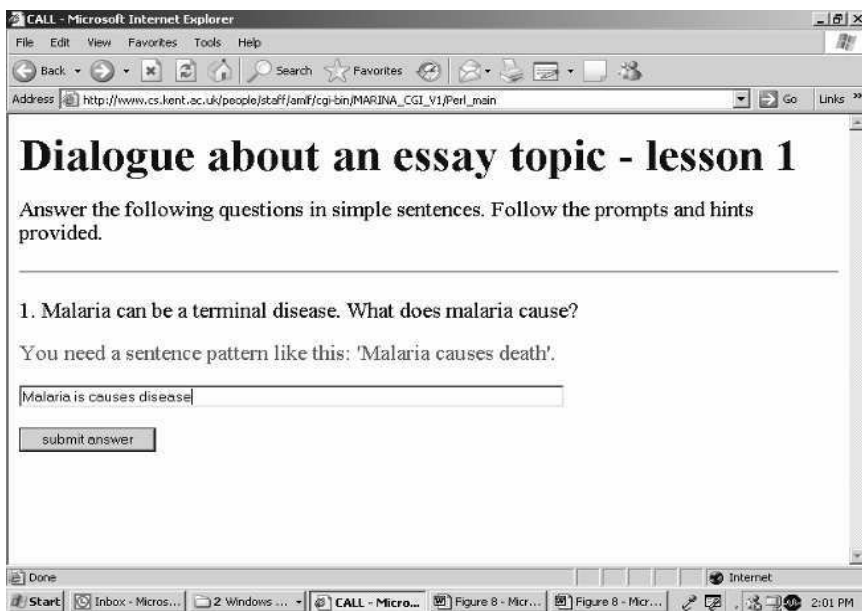 CALL - Microsoft Internet Explorer
File Edit View Favorites Tools Help
Back Search Favorites
Address http://www.cs.kent.ac.uk/people/staff/amlf/cgi-bin/MARINA_CGI_V1/Perl_main Go Links »
Dialogue about an essay topic - lesson 1
Answer the following questions in simple sentences. Follow the prompts and hints
provided.
1. Malaria can be a terminal disease. What does malaria cause?
You need a sentence pattern like this: 'Malaria causes death'.
Malaria is causes disease
submit answer
Done Internet
Start Inbox - Micros... 2 Windows ... CALL - Micro... Figure 8 - Micr... Figure 8 - Micr... 2:01 PM